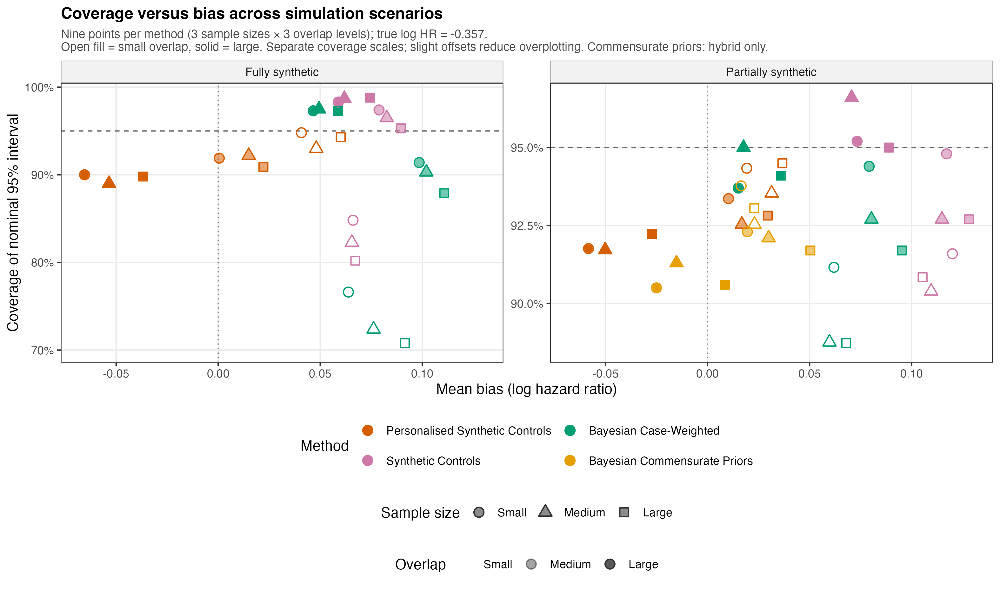 Coverage versus bias across simulation scenarios
Nine points per method (3 sample sizes × 3 overlap levels); true log HR = -0.357.
Open fill = small overlap, solid = large. Separate coverage scales; slight offsets reduce overplotting. Commensurate priors: hybrid only.
Fully synthetic
Partially synthetic
Coverage of nominal 95% interval
100%
90%
80%
70%
95.0%
92.5%
90.0%
-0.05 0.00 0.05 0.10
-0.05 0.00 0.05 0.10
Mean bias (log hazard ratio)
Method
Personalised Synthetic Controls
Bayesian Case-Weighted
Synthetic Controls
Bayesian Commensurate Priors
Sample size Small Medium Large
Overlap Small Medium Large